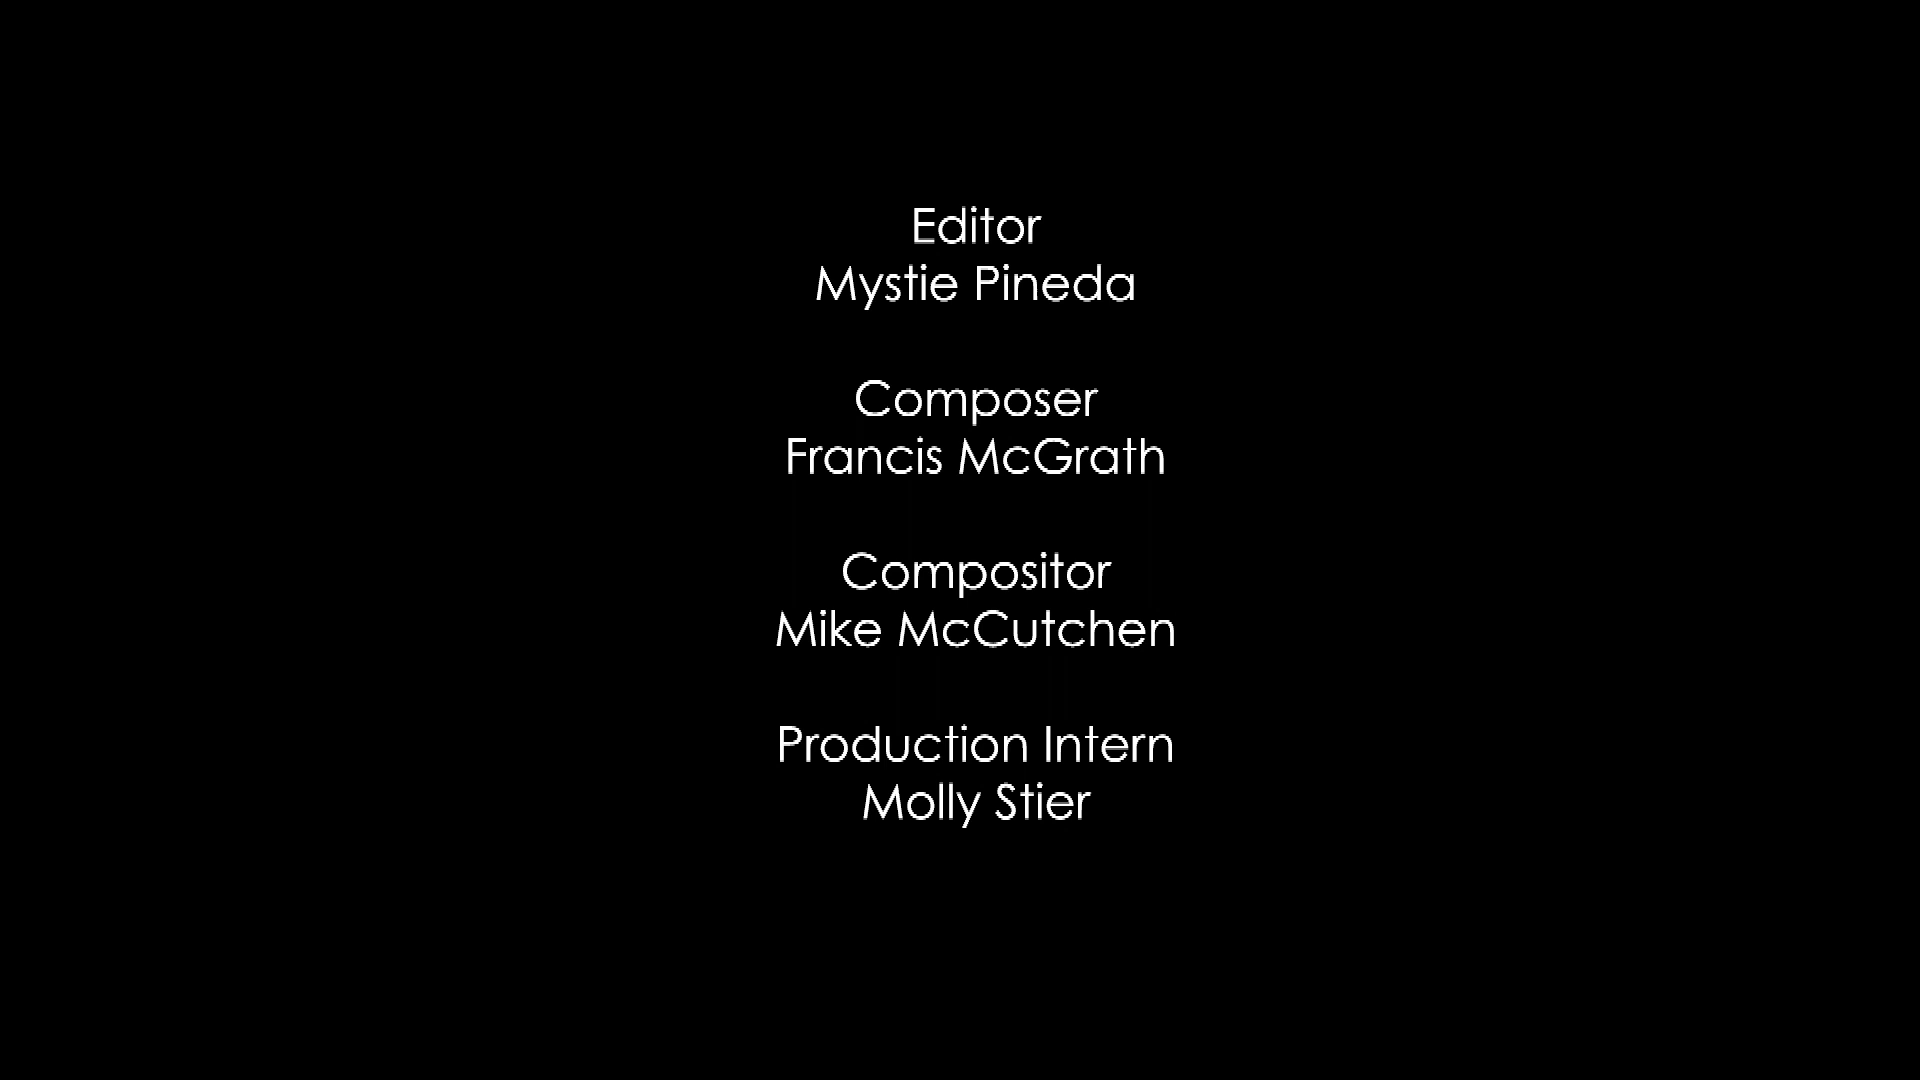 Editor
Mystie Pineda
Composer
Francis McGrath
Compositor
Mike McCutchen
Production Intern
Molly Stier